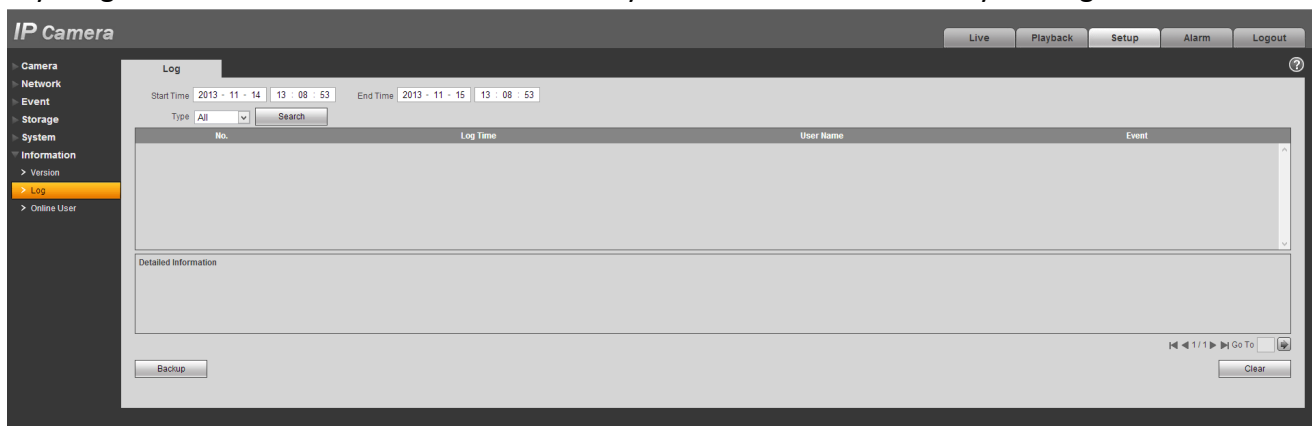 IP Camera
Live Playback Setup Alarm Logout
Camera
Network
Event
Storage
System
Information
Version
Log
Online User
Log
Start Time 2013 - 11 - 14 13 : 08 : 53 End Time 2013 - 11 - 15 13 : 08 : 53
Type All Search
No. Log Time User Name Event
Detailed Information
1 / 1 Go To
Backup Clear